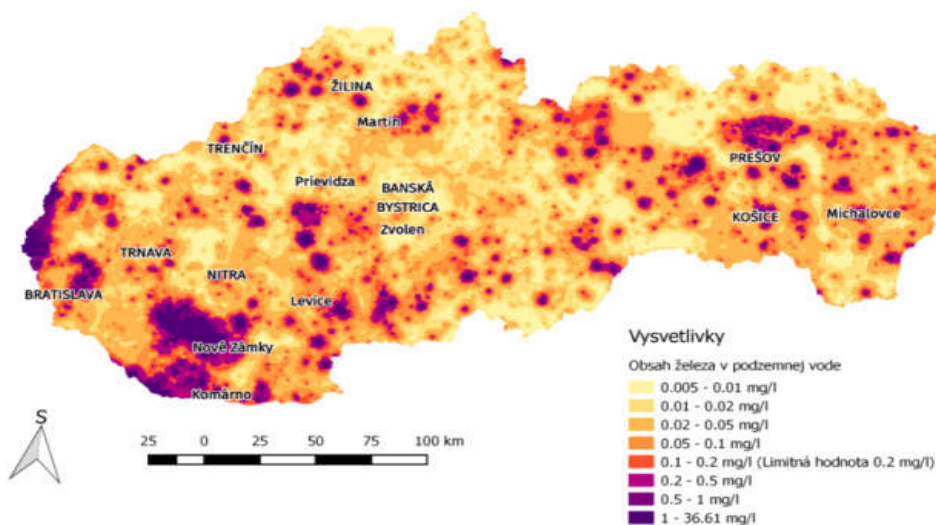 ŽILINA
Martin
TRENČÍN
PREŠOV
Prievidza
BANSKÁ
BYSTRICA
KOŠICE
Michalovce
Zvolen
TRNAVA
NITRA
BRATISLAVA
Levice
Nové Zámky
Komárno
Vysvetlivky
Obsah železa v podzemnej vode
0.005 - 0.01 mg/l
0.01 - 0.02 mg/l
0.02 - 0.05 mg/l
0.05 - 0.1 mg/l
0.1 - 0.2 mg/l (Limitná hodnota 0.2 mg/l)
0.2 - 0.5 mg/l
0.5 - 1 mg/l
1 - 36.61 mg/l
S
25 0 25 50 75 100 km